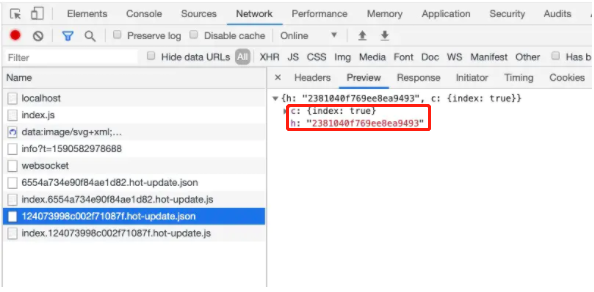 Elements Console Sources Network Performance Memory Application Security Audits
Preserve log Disable cache Online
Filter Hide data URLs All XHR JS CSS Img Media Font Doc WS Manifest Other Has b
Name
localhost
index.js
data:image/svg+xml;...
info?t=1590582978688
websocket
6554a734e90f84ae1d82.hot-update.json
index.6554a734e90f84ae1d82.hot-update.js
124073998c002f71087f.hot-update.json
index.124073998c002f71087f.hot-update.js
× Headers Preview Response Initiator Timing Cookies
{h: "2381040f769ee8ea9493", c: {index: true}}
c: {index: true}
h: "2381040f769ee8ea9493"